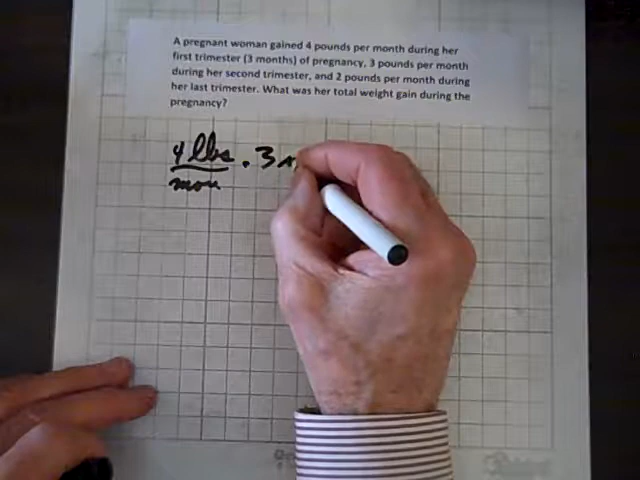 A pregnant woman gained 4 pounds per month during her
first trimester (3 months) of pregnancy, 3 pounds per month
during her second trimester, and 2 pounds per month during
her last trimester. What was her total weight gain during the
pregnancy?
4 lbs . 3
mon